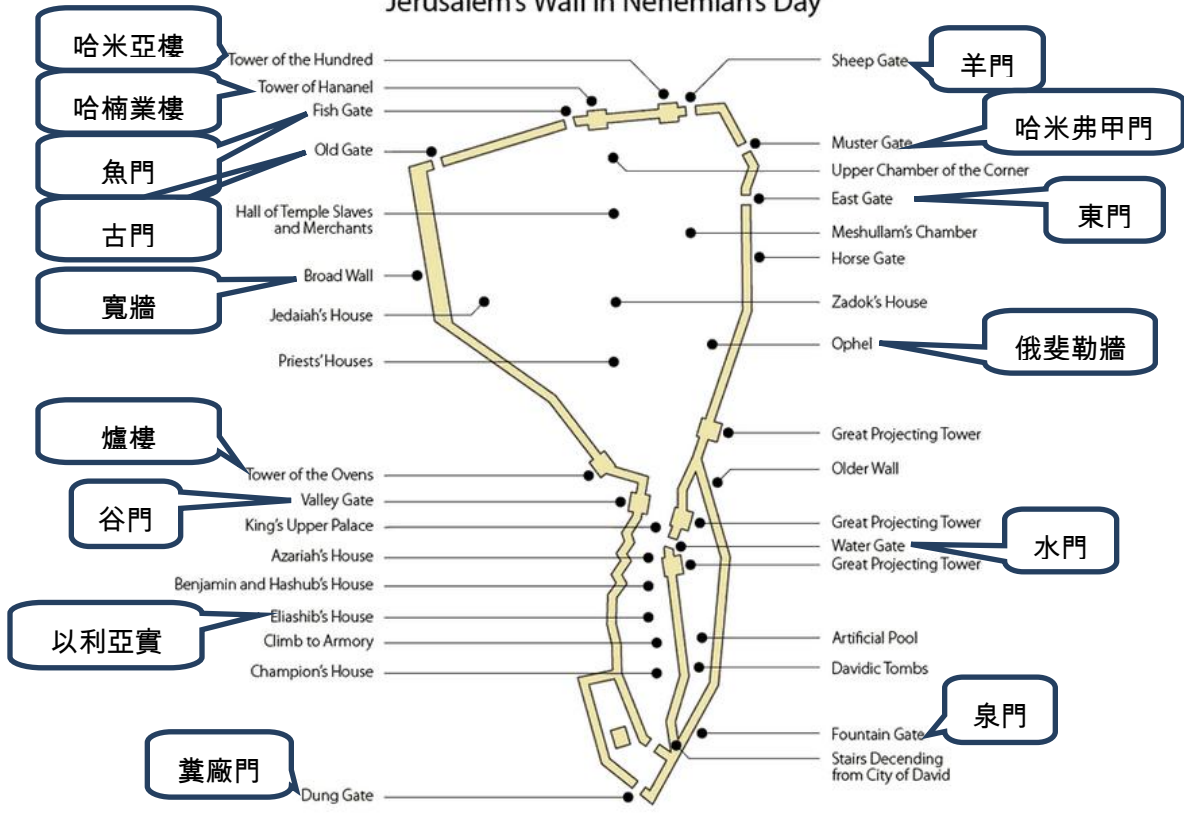 Jerusalem's Wall in Nehemiah's Day
哈米亞樓
Tower of the Hundred
哈楠業樓
Tower of Hananel
魚門
Fish Gate
古門
Old Gate
Hall of Temple Slaves
and Merchants
寬牆
Broad Wall
Jedaiah's House
Priests' Houses
爐樓
Tower of the Ovens
谷門
Valley Gate
King's Upper Palace
Azariah's House
Benjamin and Hashub's House
以利亞實
Eliashib's House
Climb to Armory
Champion's House
糞廠門
Dung Gate
Sheep Gate
羊門
Muster Gate
哈米弗甲門
Upper Chamber of the Corner
East Gate
東門
Meshullam's Chamber
Horse Gate
Zadok's House
Ophel
俄斐勒牆
Great Projecting Tower
Older Wall
Great Projecting Tower
Water Gate
水門
Great Projecting Tower
Artificial Pool
Davidic Tombs
Fountain Gate
泉門
Stairs Decending
from City of David